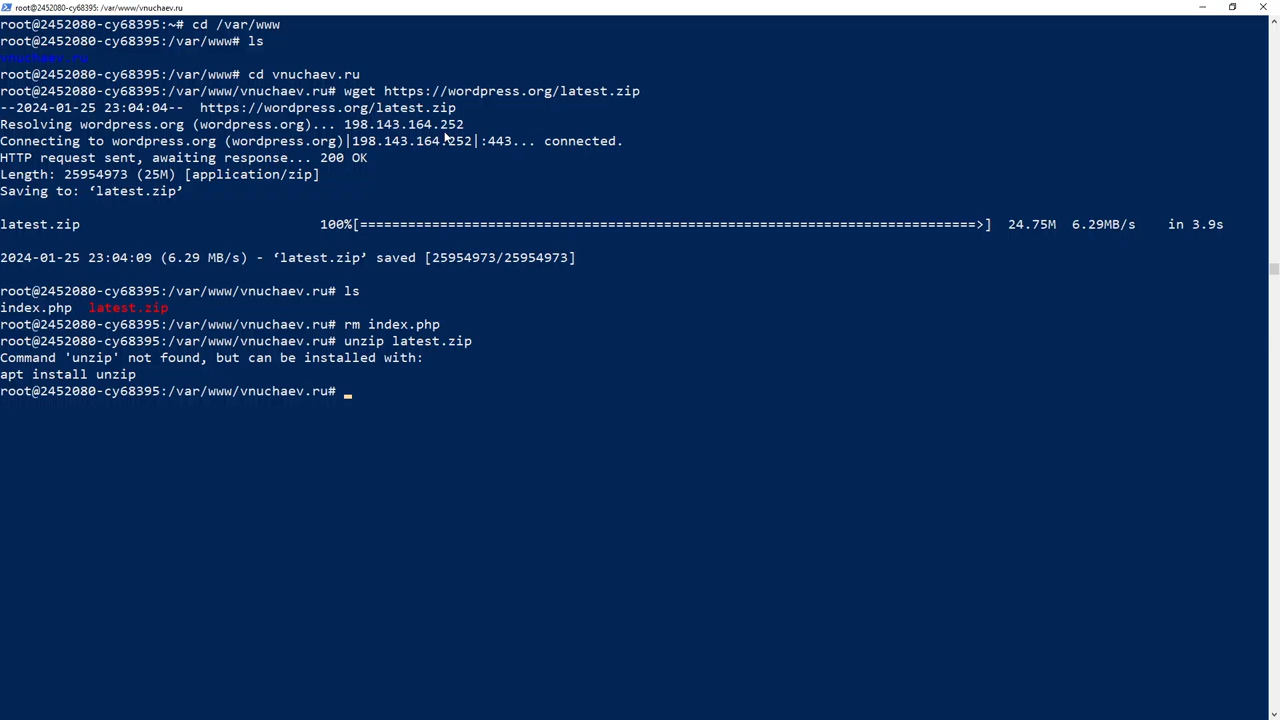 root@2452080-cy68395: /var/www/vnuchaev.ru
root@2452080-cy68395:~# cd /var/www
root@2452080-cy68395:/var/www# ls
vnuchaev.ru
root@2452080-cy68395:/var/www# cd vnuchaev.ru
root@2452080-cy68395:/var/www/vnuchaev.ru# wget https://wordpress.org/latest.zip
--2024-01-25 23:04:04--  https://wordpress.org/latest.zip
Resolving wordpress.org (wordpress.org)... 198.143.164.252
Connecting to wordpress.org (wordpress.org)|198.143.164.252|:443... connected.
HTTP request sent, awaiting response... 200 OK
Length: 25954973 (25M) [application/zip]
Saving to: ‘latest.zip’
latest.zip 100%[=============================================================================>] 24.75M 6.29MB/s in 3.9s
2024-01-25 23:04:09 (6.29 MB/s) - ‘latest.zip’ saved [25954973/25954973]
root@2452080-cy68395:/var/www/vnuchaev.ru# ls
index.php  latest.zip
root@2452080-cy68395:/var/www/vnuchaev.ru# rm index.php
root@2452080-cy68395:/var/www/vnuchaev.ru# unzip latest.zip
Command 'unzip' not found, but can be installed with:
apt install unzip
root@2452080-cy68395:/var/www/vnuchaev.ru#